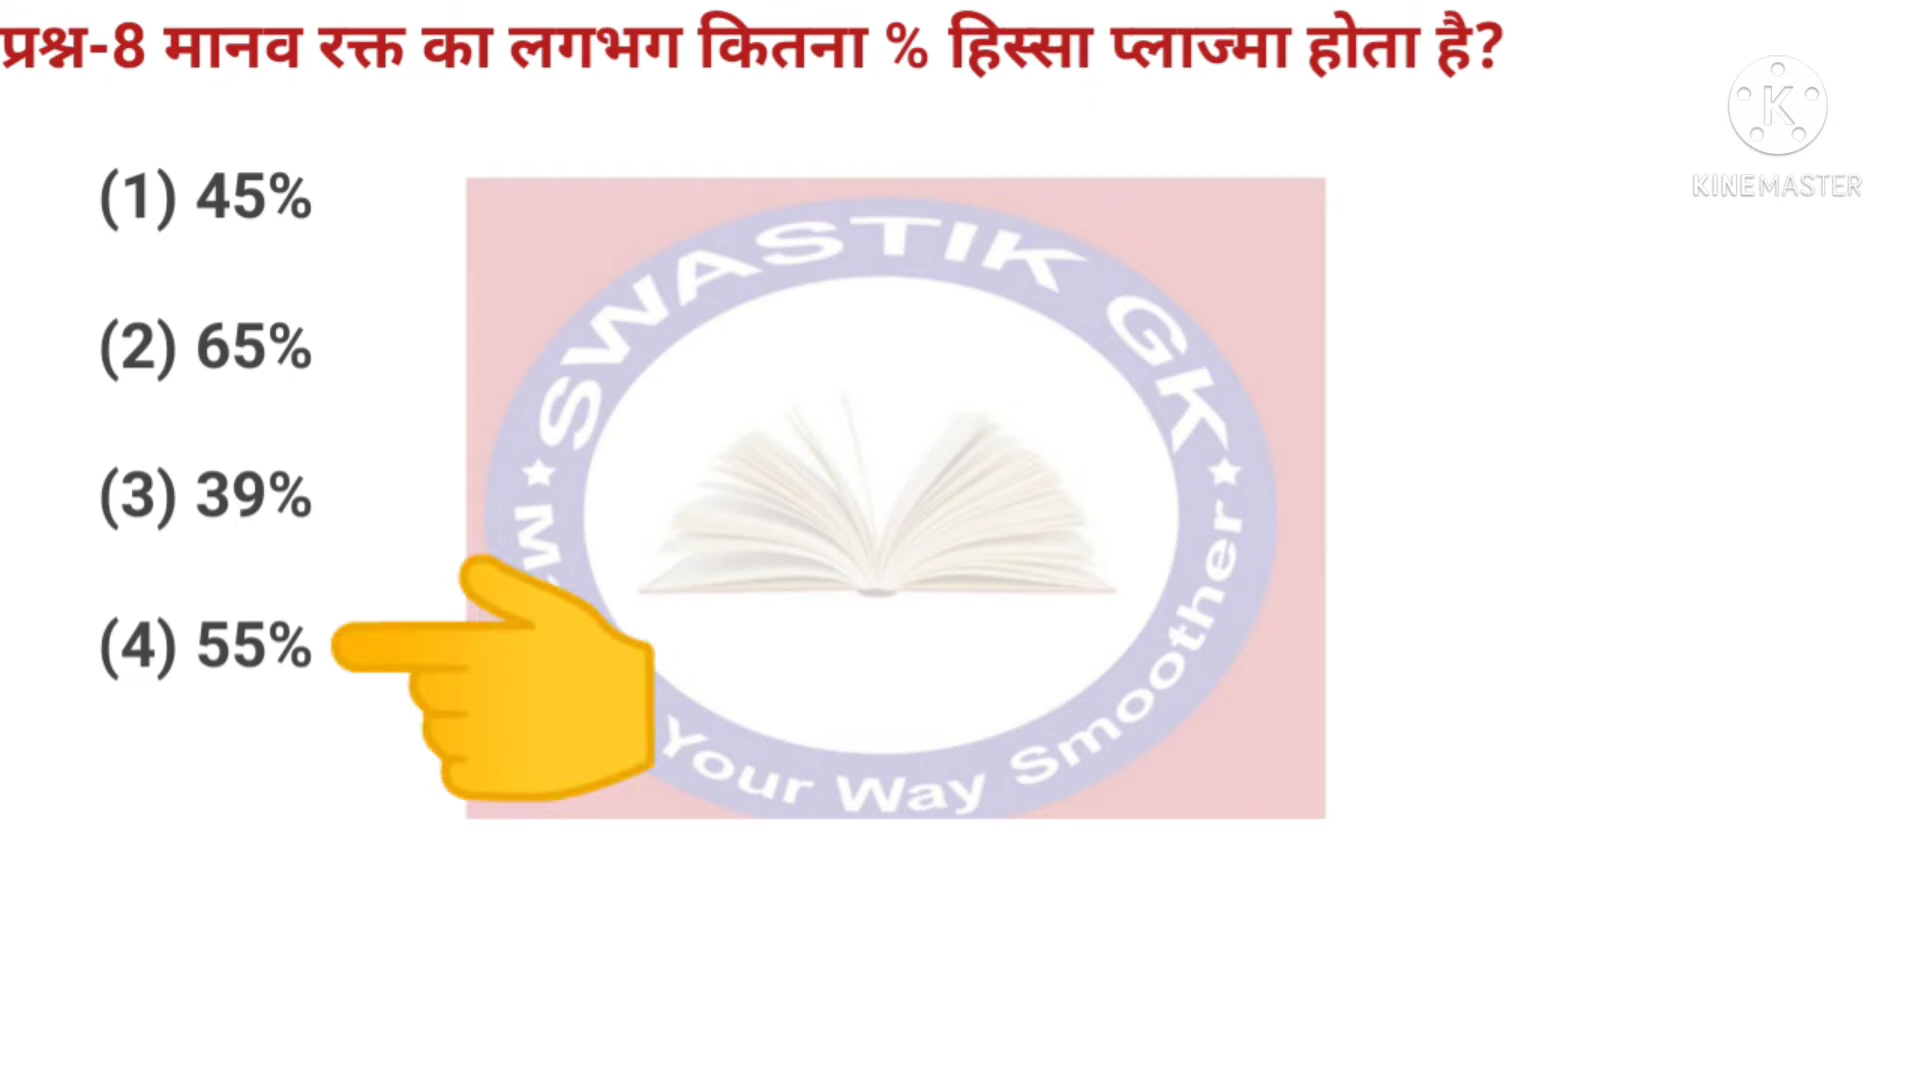 प्रश्न-8 मानव रक्त का लगभग कितना % हिस्सा प्लाज्मा होता है?
K
KINEMASTER
(1) 45%
(2) 65%
(3) 39%
(4) 55%
SWASTIK GK
Your Way Smoother